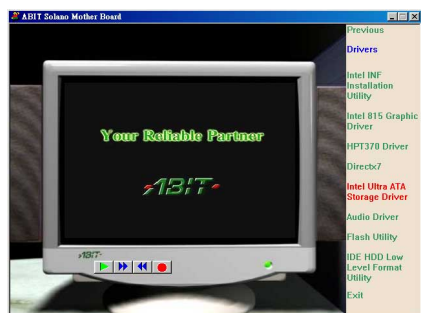 ABIT Solano Mother Board
Previous
Drivers
Intel INF
Installation
Utility
Intel 815 Graphic
Driver
HPT370 Driver
Directx7
Intel Ultra ATA
Storage Driver
Audio Driver
Flash Utility
IDE HDD Low
Level Format
Utility
Exit
Your Reliable Partner
ABIT
ABIT